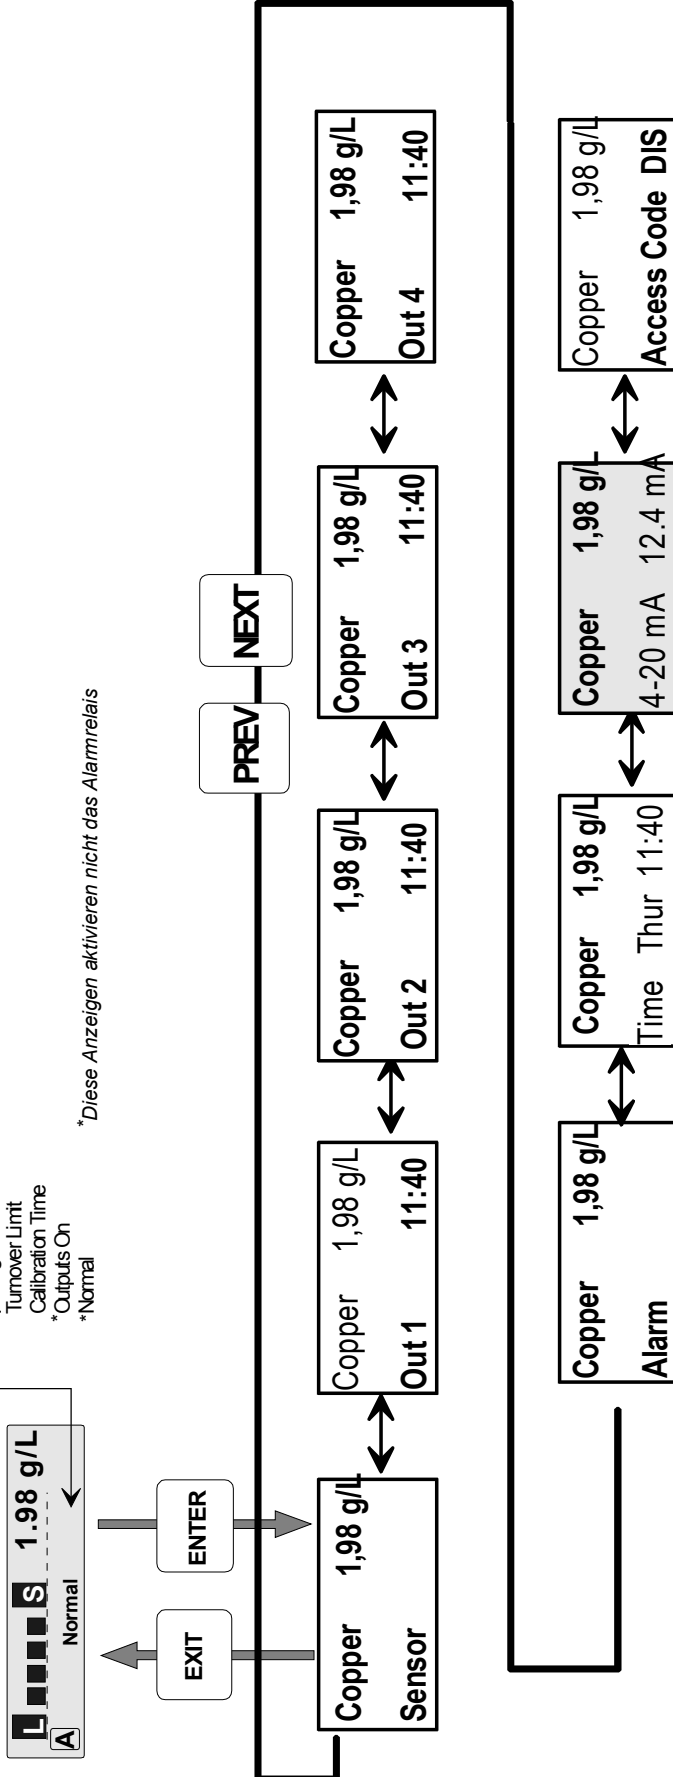 L S 1.98 g/L
A Normal
Turnover Limit
Calibration Time
*Outputs On
*Normal
*Diese Anzeigen aktivieren nicht das Alarmrelais
EXIT
ENTER
PREV
NEXT
Copper 1,98 g/L
Sensor
Copper 1,98 g/L
Out 1 11:40
Copper 1,98 g/L
Out 2 11:40
Copper 1,98 g/L
Out 3 11:40
Copper 1,98 g/L
Out 4 11:40
Copper 1,98 g/L
Alarm
Copper 1,98 g/L
Time Thur 11:40
Copper 1,98 g/L
4-20 mA 12.4 mA
Copper 1,98 g/L
Access Code DIS